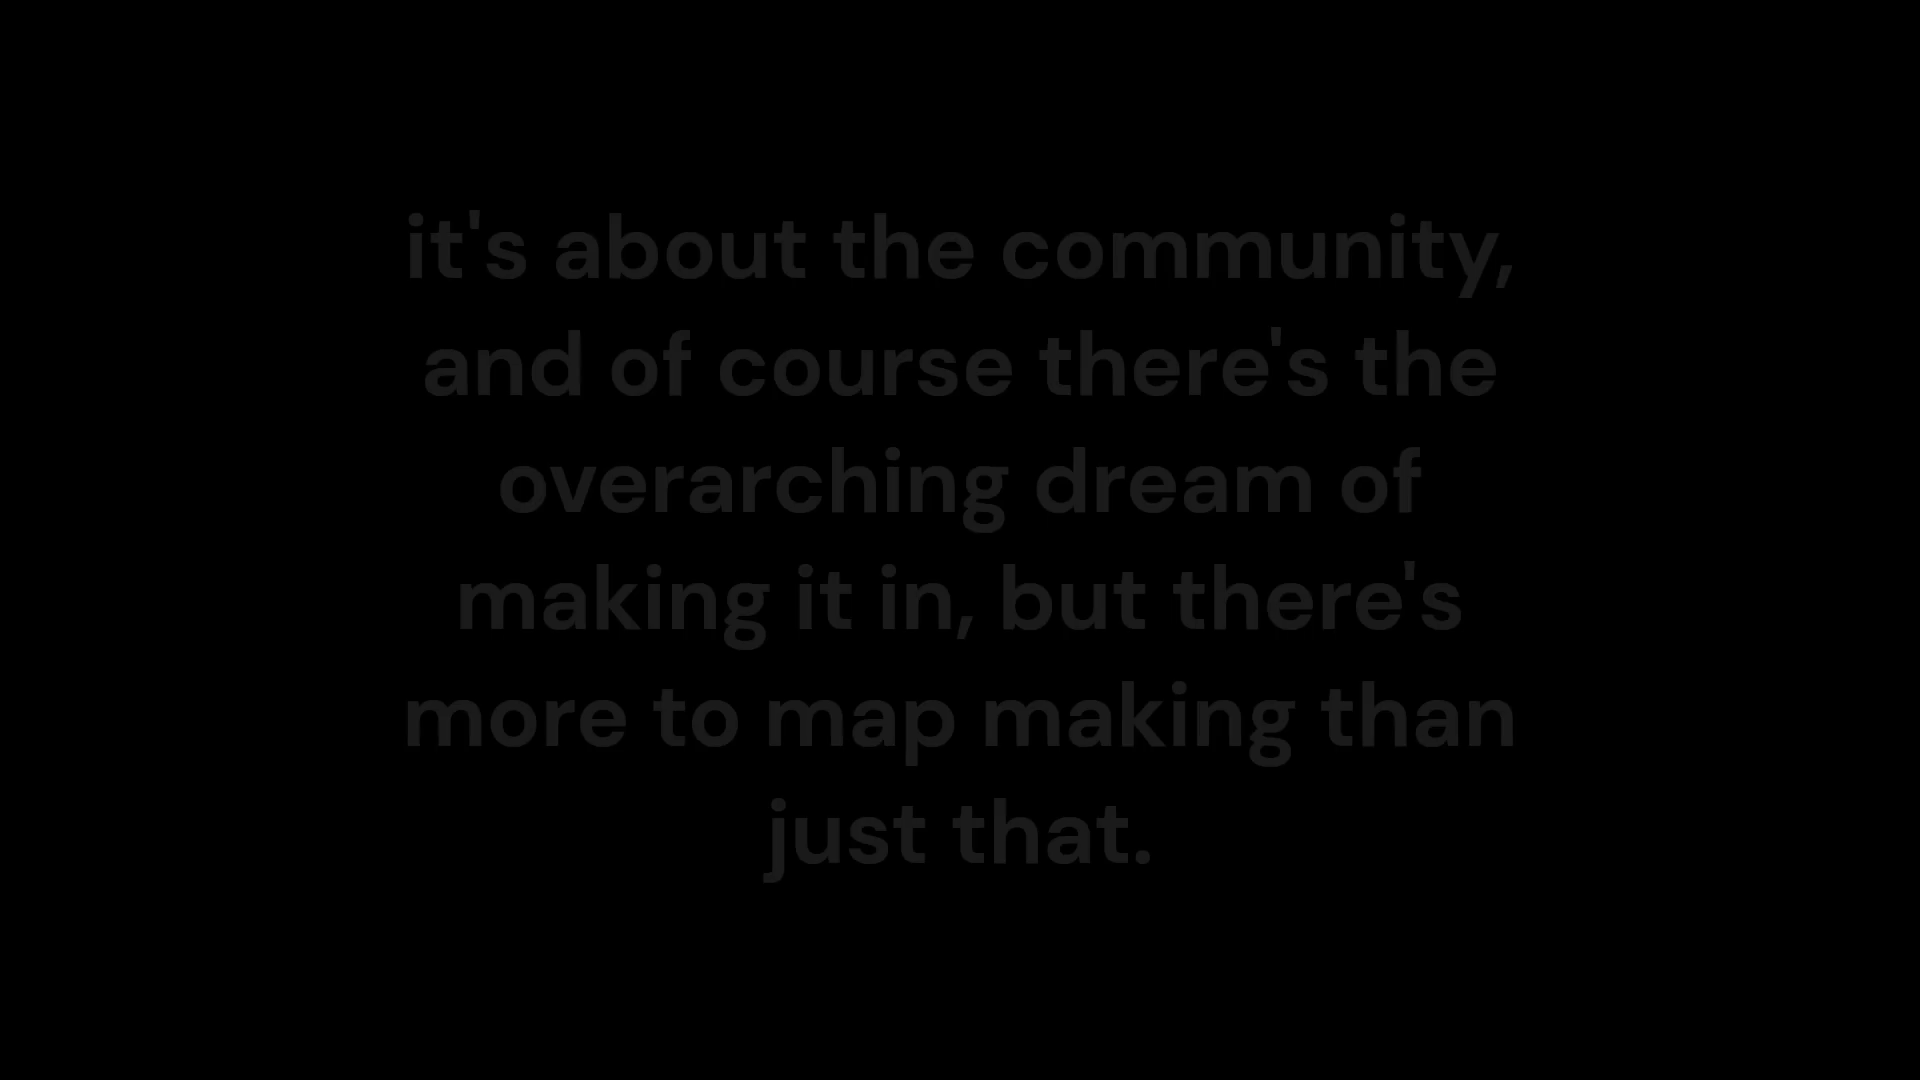 it's about the community,
and of course there's the
overarching dream of
making it in, but there's
more to map making than
just that.